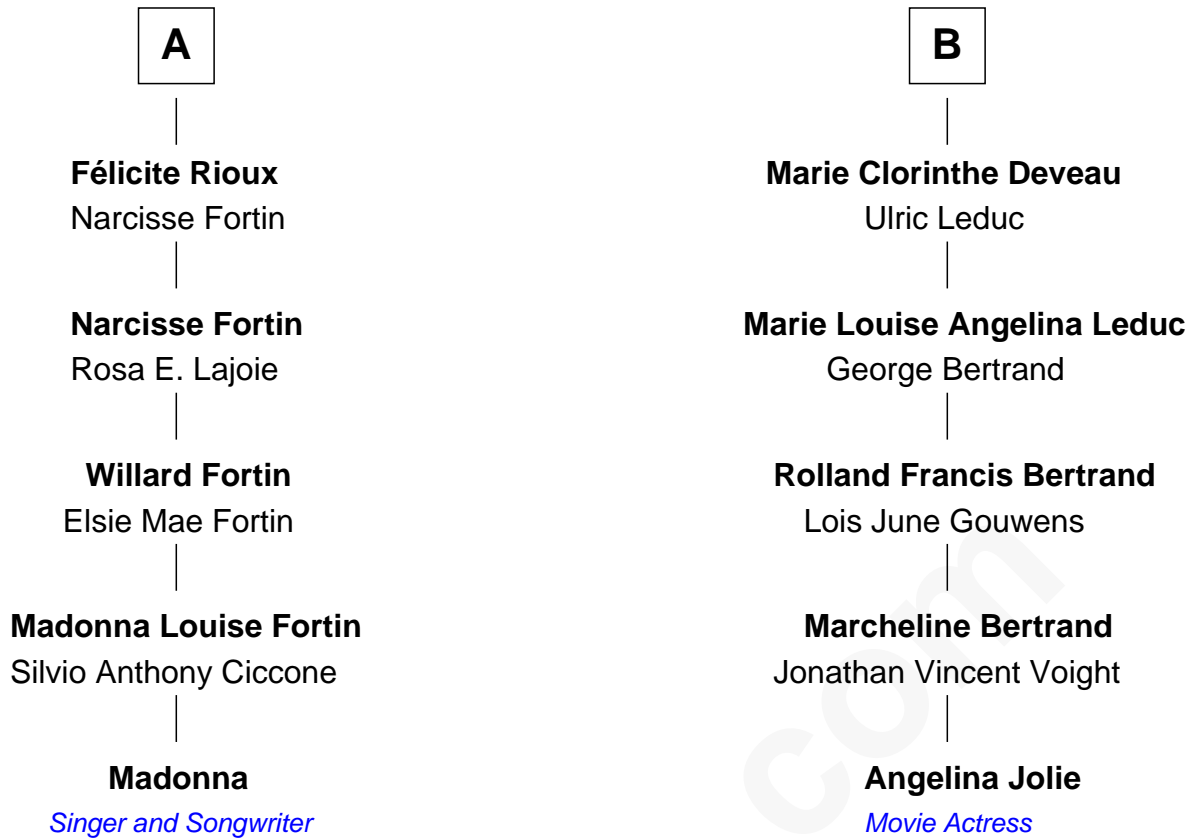 A
Félicite Rioux
Narcisse Fortin
Narcisse Fortin
Rosa E. Lajoie
Willard Fortin
Elsie Mae Fortin
Madonna Louise Fortin
Silvio Anthony Ciccone
Madonna
Singer and Songwriter
B
Marie Clorinthe Deveau
Ulric Leduc
Marie Louise Angelina Leduc
George Bertrand
Rolland Francis Bertrand
Lois June Gouwens
Marcheline Bertrand
Jonathan Vincent Voight
Angelina Jolie
Movie Actress
com